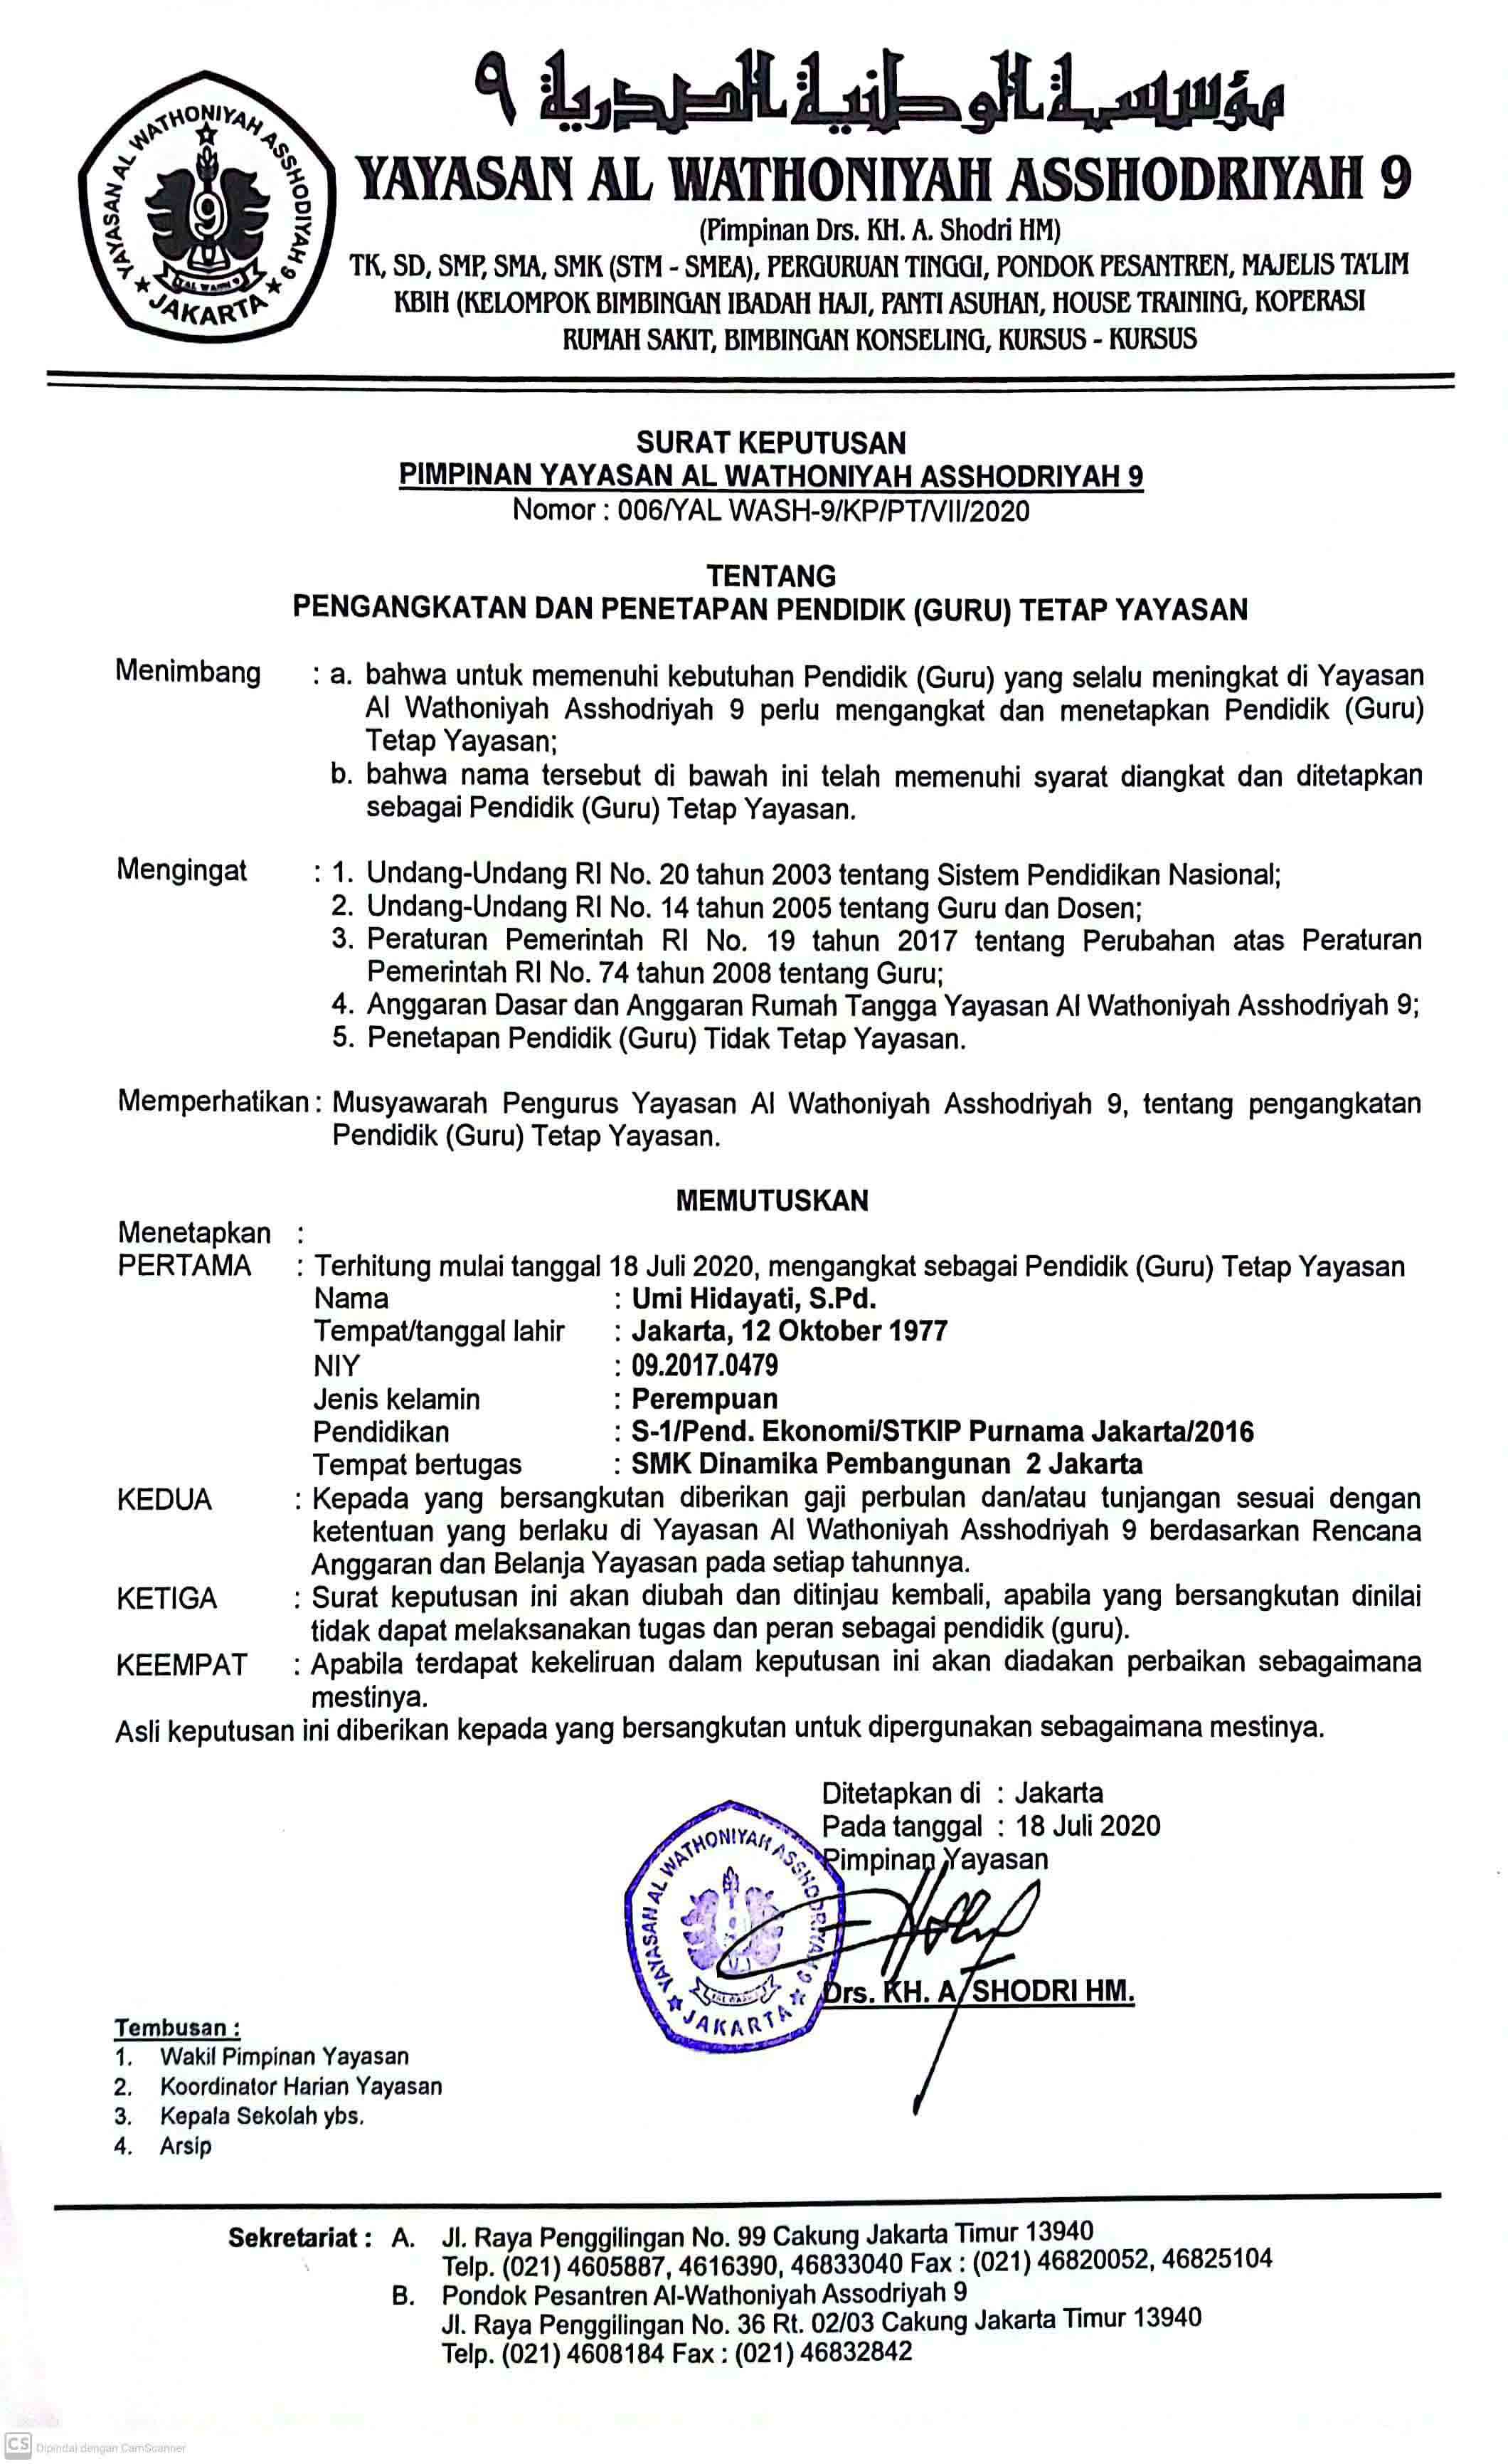 مؤسسة الوطنية الصدرية ٩
YAYASAN AL WATHONIYAH ASSHODRIYAH 9
(Pimpinan Drs. KH. A. Shodri HM)
TK, SD, SMP, SMA, SMK (STM - SMEA), PERGURUAN TINGGI, PONDOK PESANTREN, MAJELIS TA'LIM
KBIH (KELOMPOK BIMBINGAN IBADAH HAJI, PANTI ASUHAN, HOUSE TRAINING, KOPERASI
RUMAH SAKIT, BIMBINGAN KONSELING, KURSUS - KURSUS
YAYASAN AL WATHONIYAH ASSHODIYAH 9
9
AL WASH 9
JAKARTA
SURAT KEPUTUSAN
PIMPINAN YAYASAN AL WATHONIYAH ASSHODRIYAH 9
Nomor : 006/YAL WASH-9/KP/PT/VII/2020
TENTANG
PENGANGKATAN DAN PENETAPAN PENDIDIK (GURU) TETAP YAYASAN
Menimbang : a. bahwa untuk memenuhi kebutuhan Pendidik (Guru) yang selalu meningkat di Yayasan
Al Wathoniyah Asshodriyah 9 perlu mengangkat dan menetapkan Pendidik (Guru)
Tetap Yayasan;
b. bahwa nama tersebut di bawah ini telah memenuhi syarat diangkat dan ditetapkan
sebagai Pendidik (Guru) Tetap Yayasan.
Mengingat : 1. Undang-Undang RI No. 20 tahun 2003 tentang Sistem Pendidikan Nasional;
2. Undang-Undang RI No. 14 tahun 2005 tentang Guru dan Dosen;
3. Peraturan Pemerintah RI No. 19 tahun 2017 tentang Perubahan atas Peraturan
Pemerintah RI No. 74 tahun 2008 tentang Guru;
4. Anggaran Dasar dan Anggaran Rumah Tangga Yayasan Al Wathoniyah Asshodriyah 9;
5. Penetapan Pendidik (Guru) Tidak Tetap Yayasan.
Memperhatikan : Musyawarah Pengurus Yayasan Al Wathoniyah Asshodriyah 9, tentang pengangkatan
Pendidik (Guru) Tetap Yayasan.
MEMUTUSKAN
Menetapkan :
PERTAMA : Terhitung mulai tanggal 18 Juli 2020, mengangkat sebagai Pendidik (Guru) Tetap Yayasan
Nama : Umi Hidayati, S.Pd.
Tempat/tanggal lahir : Jakarta, 12 Oktober 1977
NIY : 09.2017.0479
Jenis kelamin : Perempuan
Pendidikan : S-1/Pend. Ekonomi/STKIP Purnama Jakarta/2016
Tempat bertugas : SMK Dinamika Pembangunan 2 Jakarta
KEDUA : Kepada yang bersangkutan diberikan gaji perbulan dan/atau tunjangan sesuai dengan
ketentuan yang berlaku di Yayasan Al Wathoniyah Asshodriyah 9 berdasarkan Rencana
Anggaran dan Belanja Yayasan pada setiap tahunnya.
KETIGA : Surat keputusan ini akan diubah dan ditinjau kembali, apabila yang bersangkutan dinilai
tidak dapat melaksanakan tugas dan peran sebagai pendidik (guru).
KEEMPAT : Apabila terdapat kekeliruan dalam keputusan ini akan diadakan perbaikan sebagaimana
mestinya.
Asli keputusan ini diberikan kepada yang bersangkutan untuk dipergunakan sebagaimana mestinya.
Ditetapkan di : Jakarta
Pada tanggal : 18 Juli 2020
Pimpinan Yayasan
YAYASAN AL WATHONIYAH ASSHODRIYAH 9
JAKARTA
Drs. KH. A. SHODRI HM.
Tembusan :
1. Wakil Pimpinan Yayasan
2. Koordinator Harian Yayasan
3. Kepala Sekolah ybs.
4. Arsip
Sekretariat : A. Jl. Raya Penggilingan No. 99 Cakung Jakarta Timur 13940
Telp. (021) 4605887, 4616390, 46833040 Fax : (021) 46820052, 46825104
B. Pondok Pesantren Al-Wathoniyah Assodriyah 9
Jl. Raya Penggilingan No. 36 Rt. 02/03 Cakung Jakarta Timur 13940
Telp. (021) 4608184 Fax : (021) 46832842
CS Dipindai dengan CamScanner